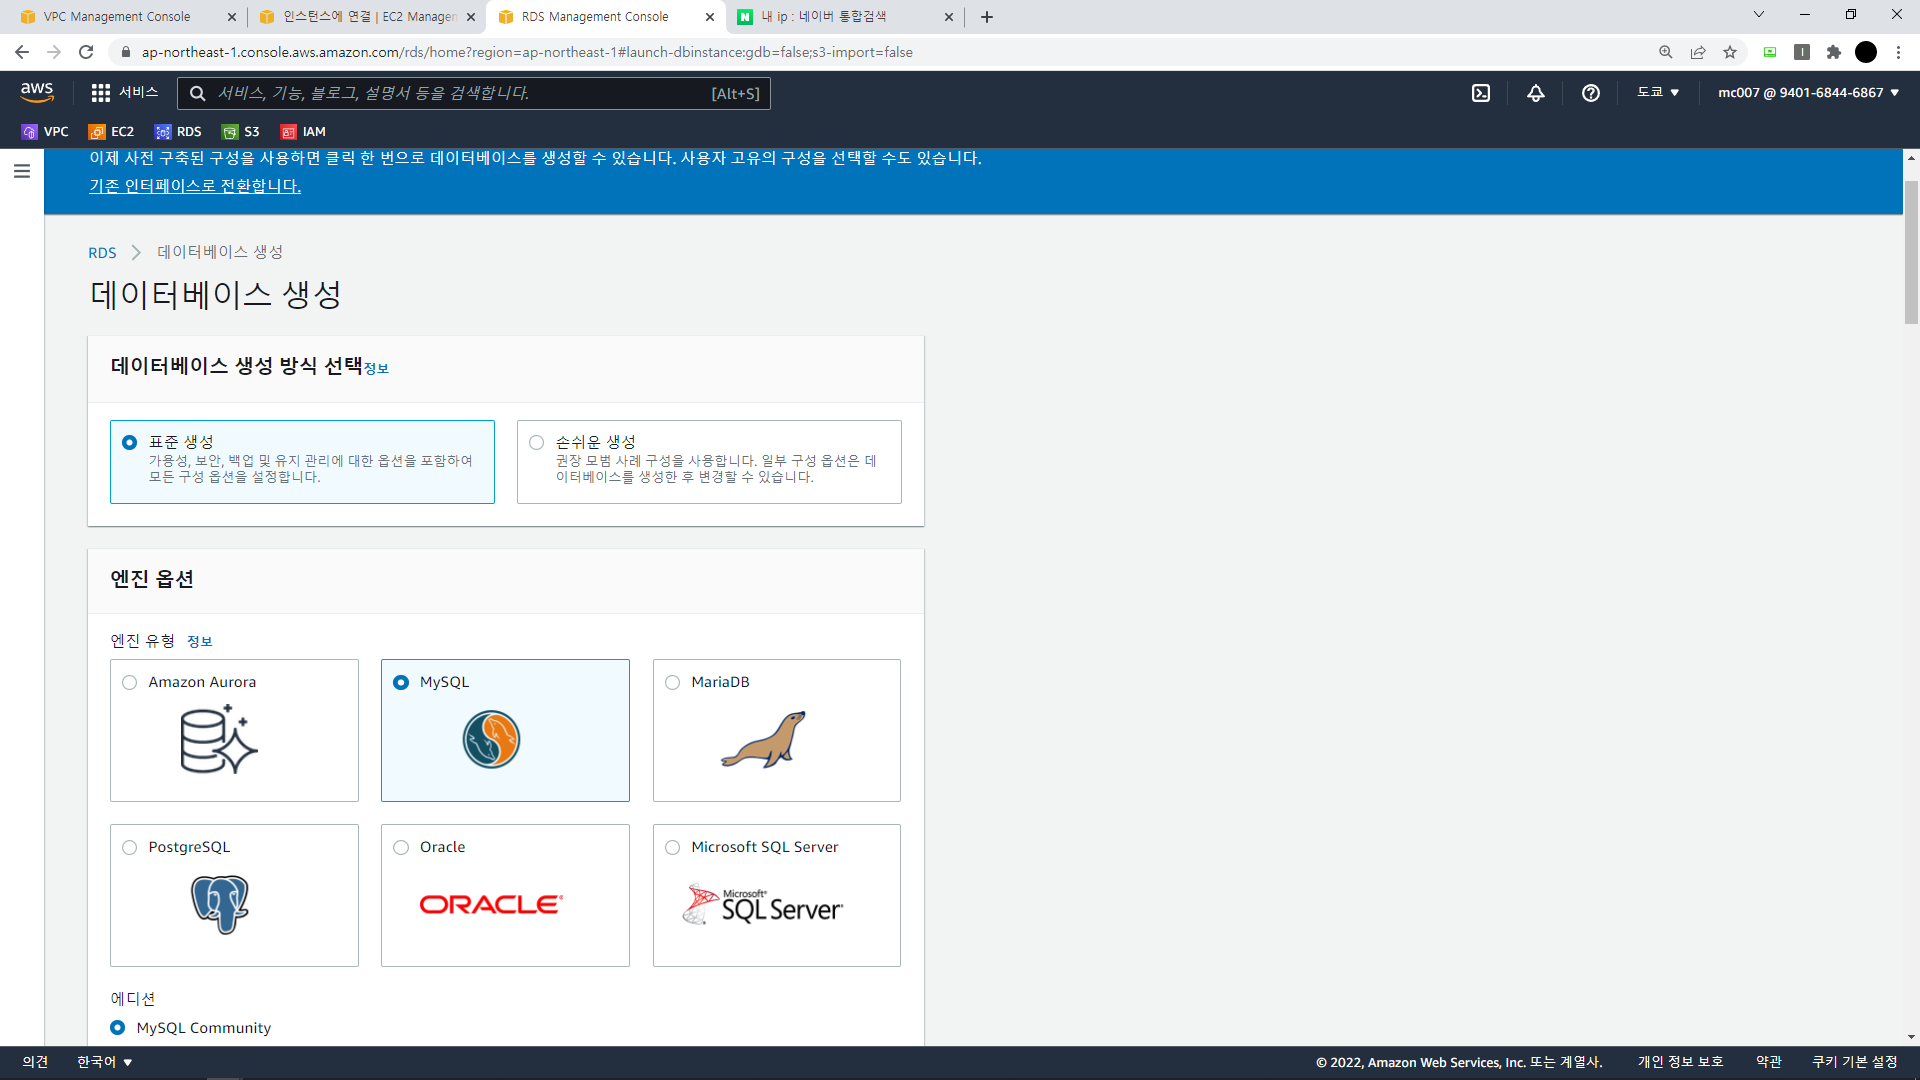 VPC Management Console
인스턴스에 연결 | EC2 Managem
RDS Management Console
내 ip : 네이버 통합검색
ap-northeast-1.console.aws.amazon.com/rds/home?region=ap-northeast-1#launch-dbinstance:gdb=false;s3-import=false
aws
서비스
서비스, 기능, 블로그, 설명서 등을 검색합니다.
[Alt+S]
도쿄
mc007 @ 9401-6844-6867
VPC
EC2
RDS
S3
IAM
이제 사전 구축된 구성을 사용하면 클릭 한 번으로 데이터베이스를 생성할 수 있습니다. 사용자 고유의 구성을 선택할 수도 있습니다.
기존 인터페이스로 전환합니다.
RDS
데이터베이스 생성
데이터베이스 생성
데이터베이스 생성 방식 선택 정보
표준 생성
가용성, 보안, 백업 및 유지 관리에 대한 옵션을 포함하여
모든 구성 옵션을 설정합니다.
손쉬운 생성
권장 모범 사례 구성을 사용합니다. 일부 구성 옵션은 데
이터베이스를 생성한 후 변경할 수 있습니다.
엔진 옵션
엔진 유형 정보
Amazon Aurora
MySQL
MariaDB
PostgreSQL
Oracle
ORACLE
Microsoft SQL Server
Microsoft
SQL Server
에디션
MySQL Community
의견
한국어
© 2022, Amazon Web Services, Inc. 또는 계열사.
개인 정보 보호
약관
쿠키 기본 설정